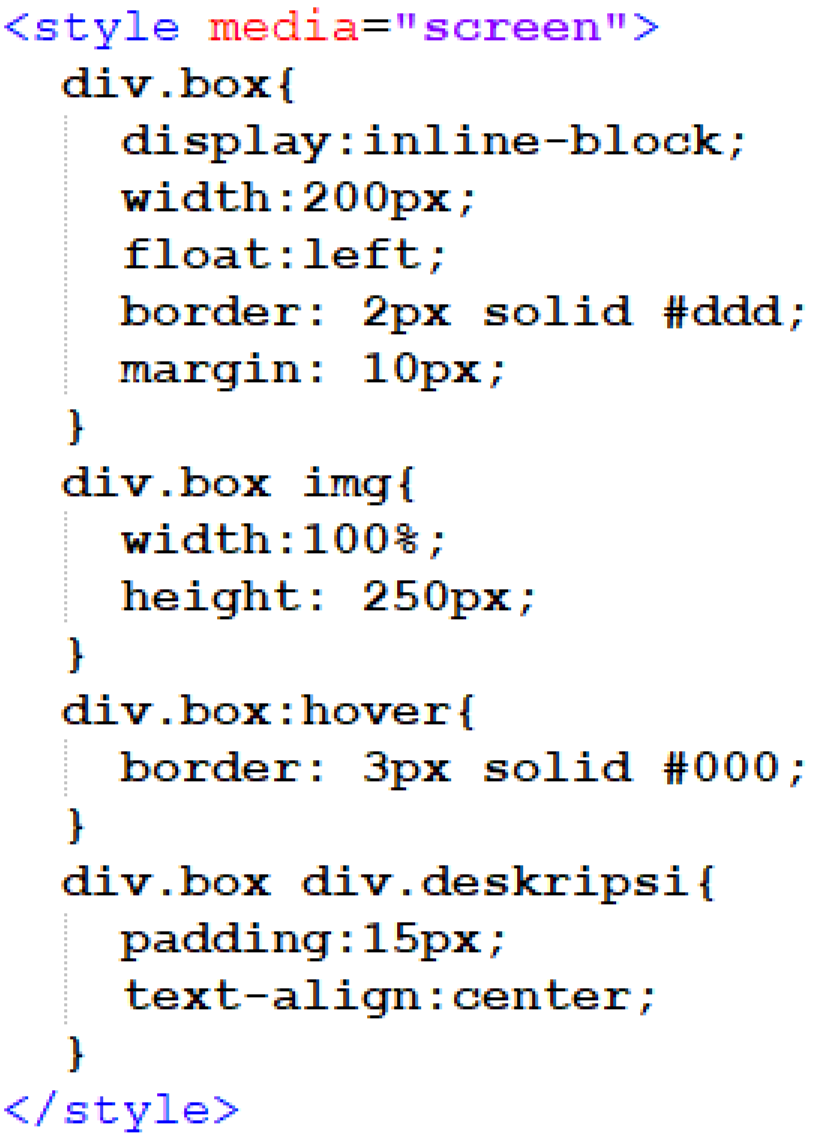 <style media="screen">
div.box{
display:inline-block;
width:200px;
float:left;
border: 2px solid #ddd;
margin: 10px;
}
div.box img{
width:100%;
height: 250px;
}
div.box:hover{
border: 3px solid #000;
}
div.box div.deskripsi{
padding:15px;
text-align:center;
}
</style>